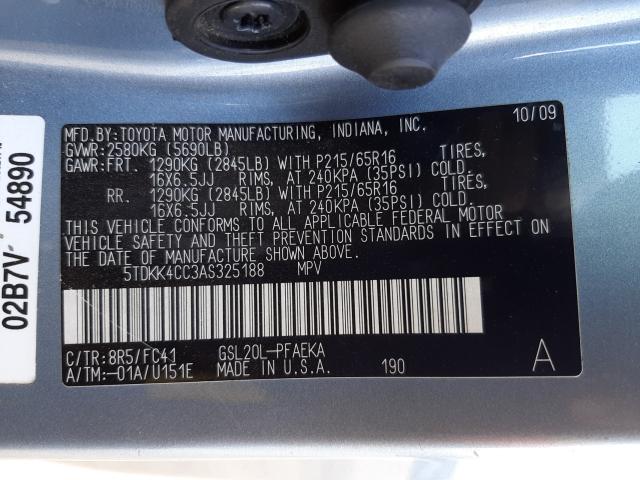 MFD.BY:TOYOTA MOTOR MANUFACTURING, INDIANA, INC. 10/09
GVWR:2580KG (5690LB)
GAWR:FRT. 1290KG (2845LB) WITH P215/65R16 TIRES,
16X6.5JJ RIMS, AT 240KPA (35PSI) COLD.
RR. 1290KG (2845LB) WITH P215/65R16 TIRES,
16X6.5JJ RIMS, AT 240KPA (35PSI) COLD.
THIS VEHICLE CONFORMS TO ALL APPLICABLE FEDERAL MOTOR
VEHICLE SAFETY AND THEFT PREVENTION STANDARDS IN EFFECT ON
THE DATE OF MANUFACTURE SHOWN ABOVE.
5TDKK4CC3AS325188 MPV
C/TR:8R5/FC41 GSL20L-PFAEKA
A/TM:-01A/U151E MADE IN U.S.A. 190 A
02B7V 54890